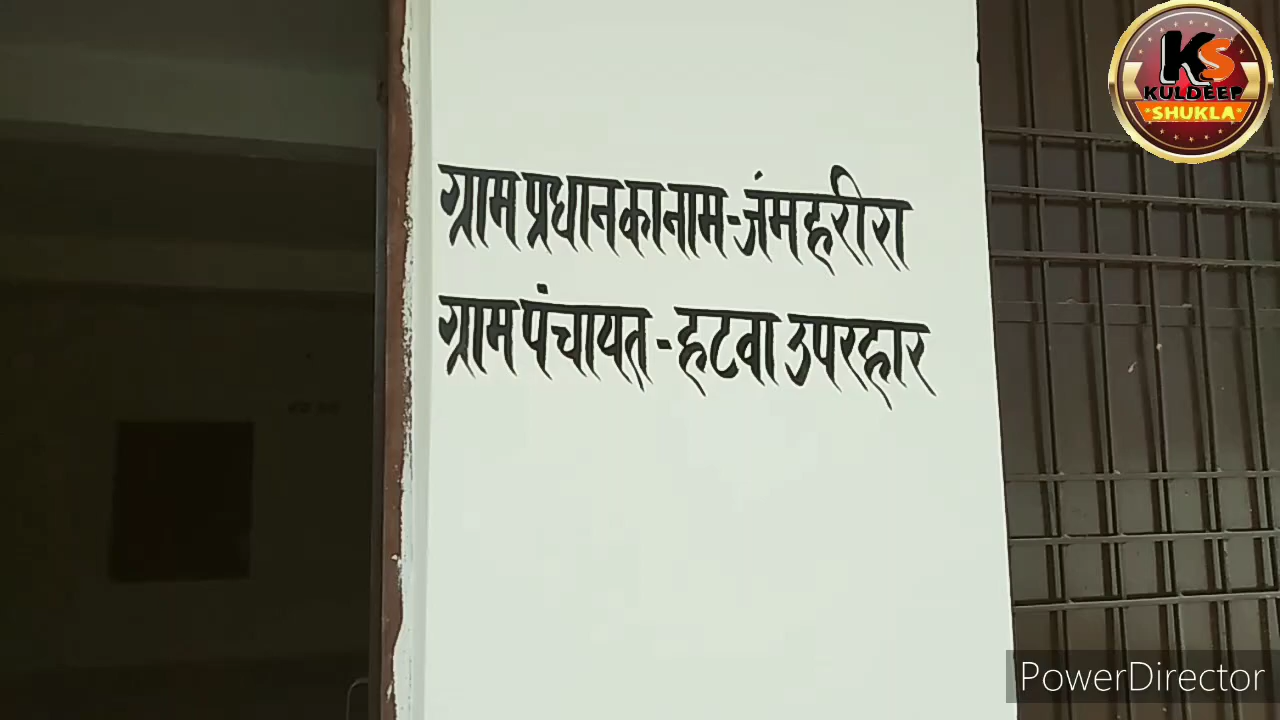 ग्राम प्रधान का नाम-जंमहरीरा
ग्राम पंचायत - हटवा उपरहार
KS
KULDEEP
SHUKLA
PowerDirector